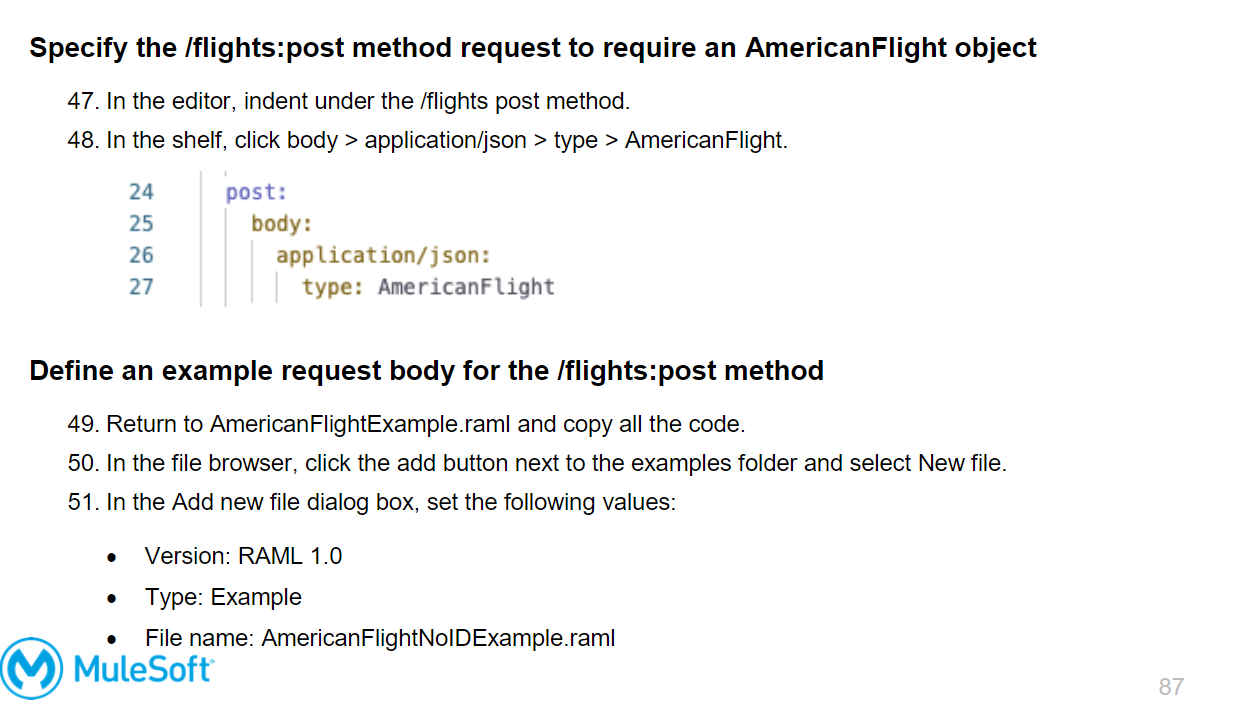 Specify the /flights:post method request to require an AmericanFlight object
47. In the editor, indent under the /flights post method.
48. In the shelf, click body > application/json > type > AmericanFlight.
24 post:
25 body:
26 application/json:
27 type: AmericanFlight
Define an example request body for the /flights:post method
49. Return to AmericanFlightExample.raml and copy all the code.
50. In the file browser, click the add button next to the examples folder and select New file.
51. In the Add new file dialog box, set the following values:
• Version: RAML 1.0
• Type: Example
• File name: AmericanFlightNoIDExample.raml
MuleSoft
87